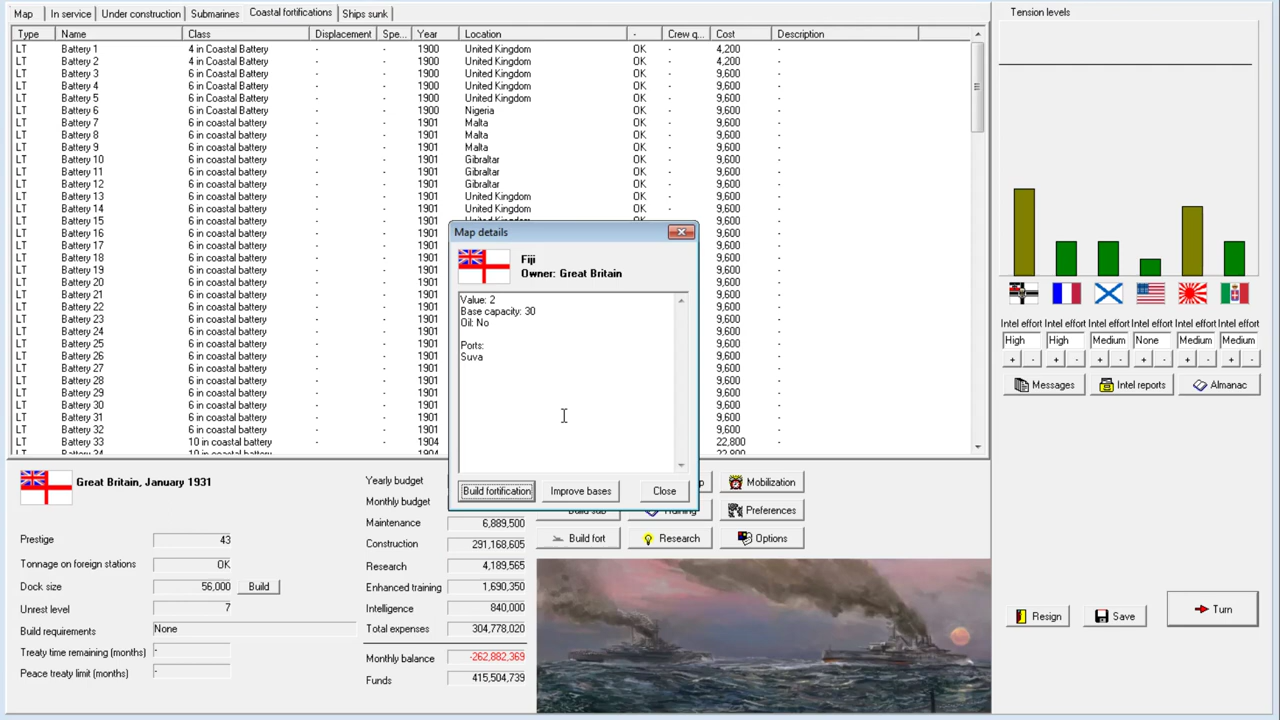 Map In service Under construction Submarines Coastal fortifications Ships sunk
Type Name Class Displacement Spe... Year Location - Crew q... Cost Description
LT Battery 1 4 in Coastal Battery - - 1900 United Kingdom OK - 4,200 -
LT Battery 2 4 in Coastal Battery - - 1900 United Kingdom OK - 4,200 -
LT Battery 3 6 in Coastal Battery - - 1900 United Kingdom OK - 9,600 -
LT Battery 4 6 in Coastal Battery - - 1900 United Kingdom OK - 9,600 -
LT Battery 5 6 in Coastal Battery - - 1900 United Kingdom OK - 9,600 -
LT Battery 6 6 in Coastal Battery - - 1900 Nigeria OK - 9,600 -
LT Battery 7 6 in coastal battery - - 1901 Malta OK - 9,600 -
LT Battery 8 6 in coastal battery - - 1901 Malta OK - 9,600 -
LT Battery 9 6 in coastal battery - - 1901 Malta OK - 9,600 -
LT Battery 10 6 in coastal battery - - 1901 Gibraltar OK - 9,600 -
LT Battery 11 6 in coastal battery - - 1901 Gibraltar OK - 9,600 -
LT Battery 12 6 in coastal battery - - 1901 Gibraltar OK - 9,600 -
LT Battery 13 6 in coastal battery - - 1901 United Kingdom OK - 9,600 -
LT Battery 14 6 in coastal battery - - 1901 United Kingdom OK - 9,600 -
LT Battery 15 6 in coastal battery - - 1901 United Kingdom OK - 9,600 -
LT Battery 16 6 in coastal battery - - 1901 9,600 -
LT Battery 17 6 in coastal battery - - 1901 9,600 -
LT Battery 18 6 in coastal battery - - 1901 9,600 -
LT Battery 19 6 in coastal battery - - 1901 9,600 -
LT Battery 20 6 in coastal battery - - 1901 9,600 -
LT Battery 21 6 in coastal battery - - 1901 9,600 -
LT Battery 22 6 in coastal battery - - 1901 9,600 -
LT Battery 23 6 in coastal battery - - 1901 9,600 -
LT Battery 24 6 in coastal battery - - 1901 9,600 -
LT Battery 25 6 in coastal battery - - 1901 9,600 -
LT Battery 26 6 in coastal battery - - 1901 9,600 -
LT Battery 27 6 in coastal battery - - 1901 9,600 -
LT Battery 28 6 in coastal battery - - 1901 9,600 -
LT Battery 29 6 in coastal battery - - 1901 9,600 -
LT Battery 30 6 in coastal battery - - 1901 9,600 -
LT Battery 31 6 in coastal battery - - 1901 9,600 -
LT Battery 32 6 in coastal battery - - 1901 9,600 -
LT Battery 33 10 in coastal battery - - 1904 22,800 -
LT Battery 34 10 in coastal battery - - 1904 22,800 -
Map details
Fiji
Owner: Great Britain
Value: 2
Base capacity: 30
Oil: No
Ports:
Suva
Build fortification Improve bases Close
Great Britain, January 1931
Prestige 43
Tonnage on foreign stations OK
Dock size 56,000 Build
Unrest level 7
Build requirements None
Treaty time remaining (months) -
Peace treaty limit (months) -
Yearly budget
Monthly budget
Maintenance 6,889,500
Construction 291,168,605
Research 4,189,565
Enhanced training 1,690,350
Intelligence 840,000
Total expenses 304,778,020
Monthly balance -262,882,369
Funds 415,504,739
Mobilization
Build sub Training Preferences
Build fort Research Options
Tension levels
Intel effort Intel effort Intel effort Intel effort Intel effort Intel effort
High High Medium None Medium Medium
+ - + - + - + - + - + -
Messages Intel reports Almanac
Resign Save Turn